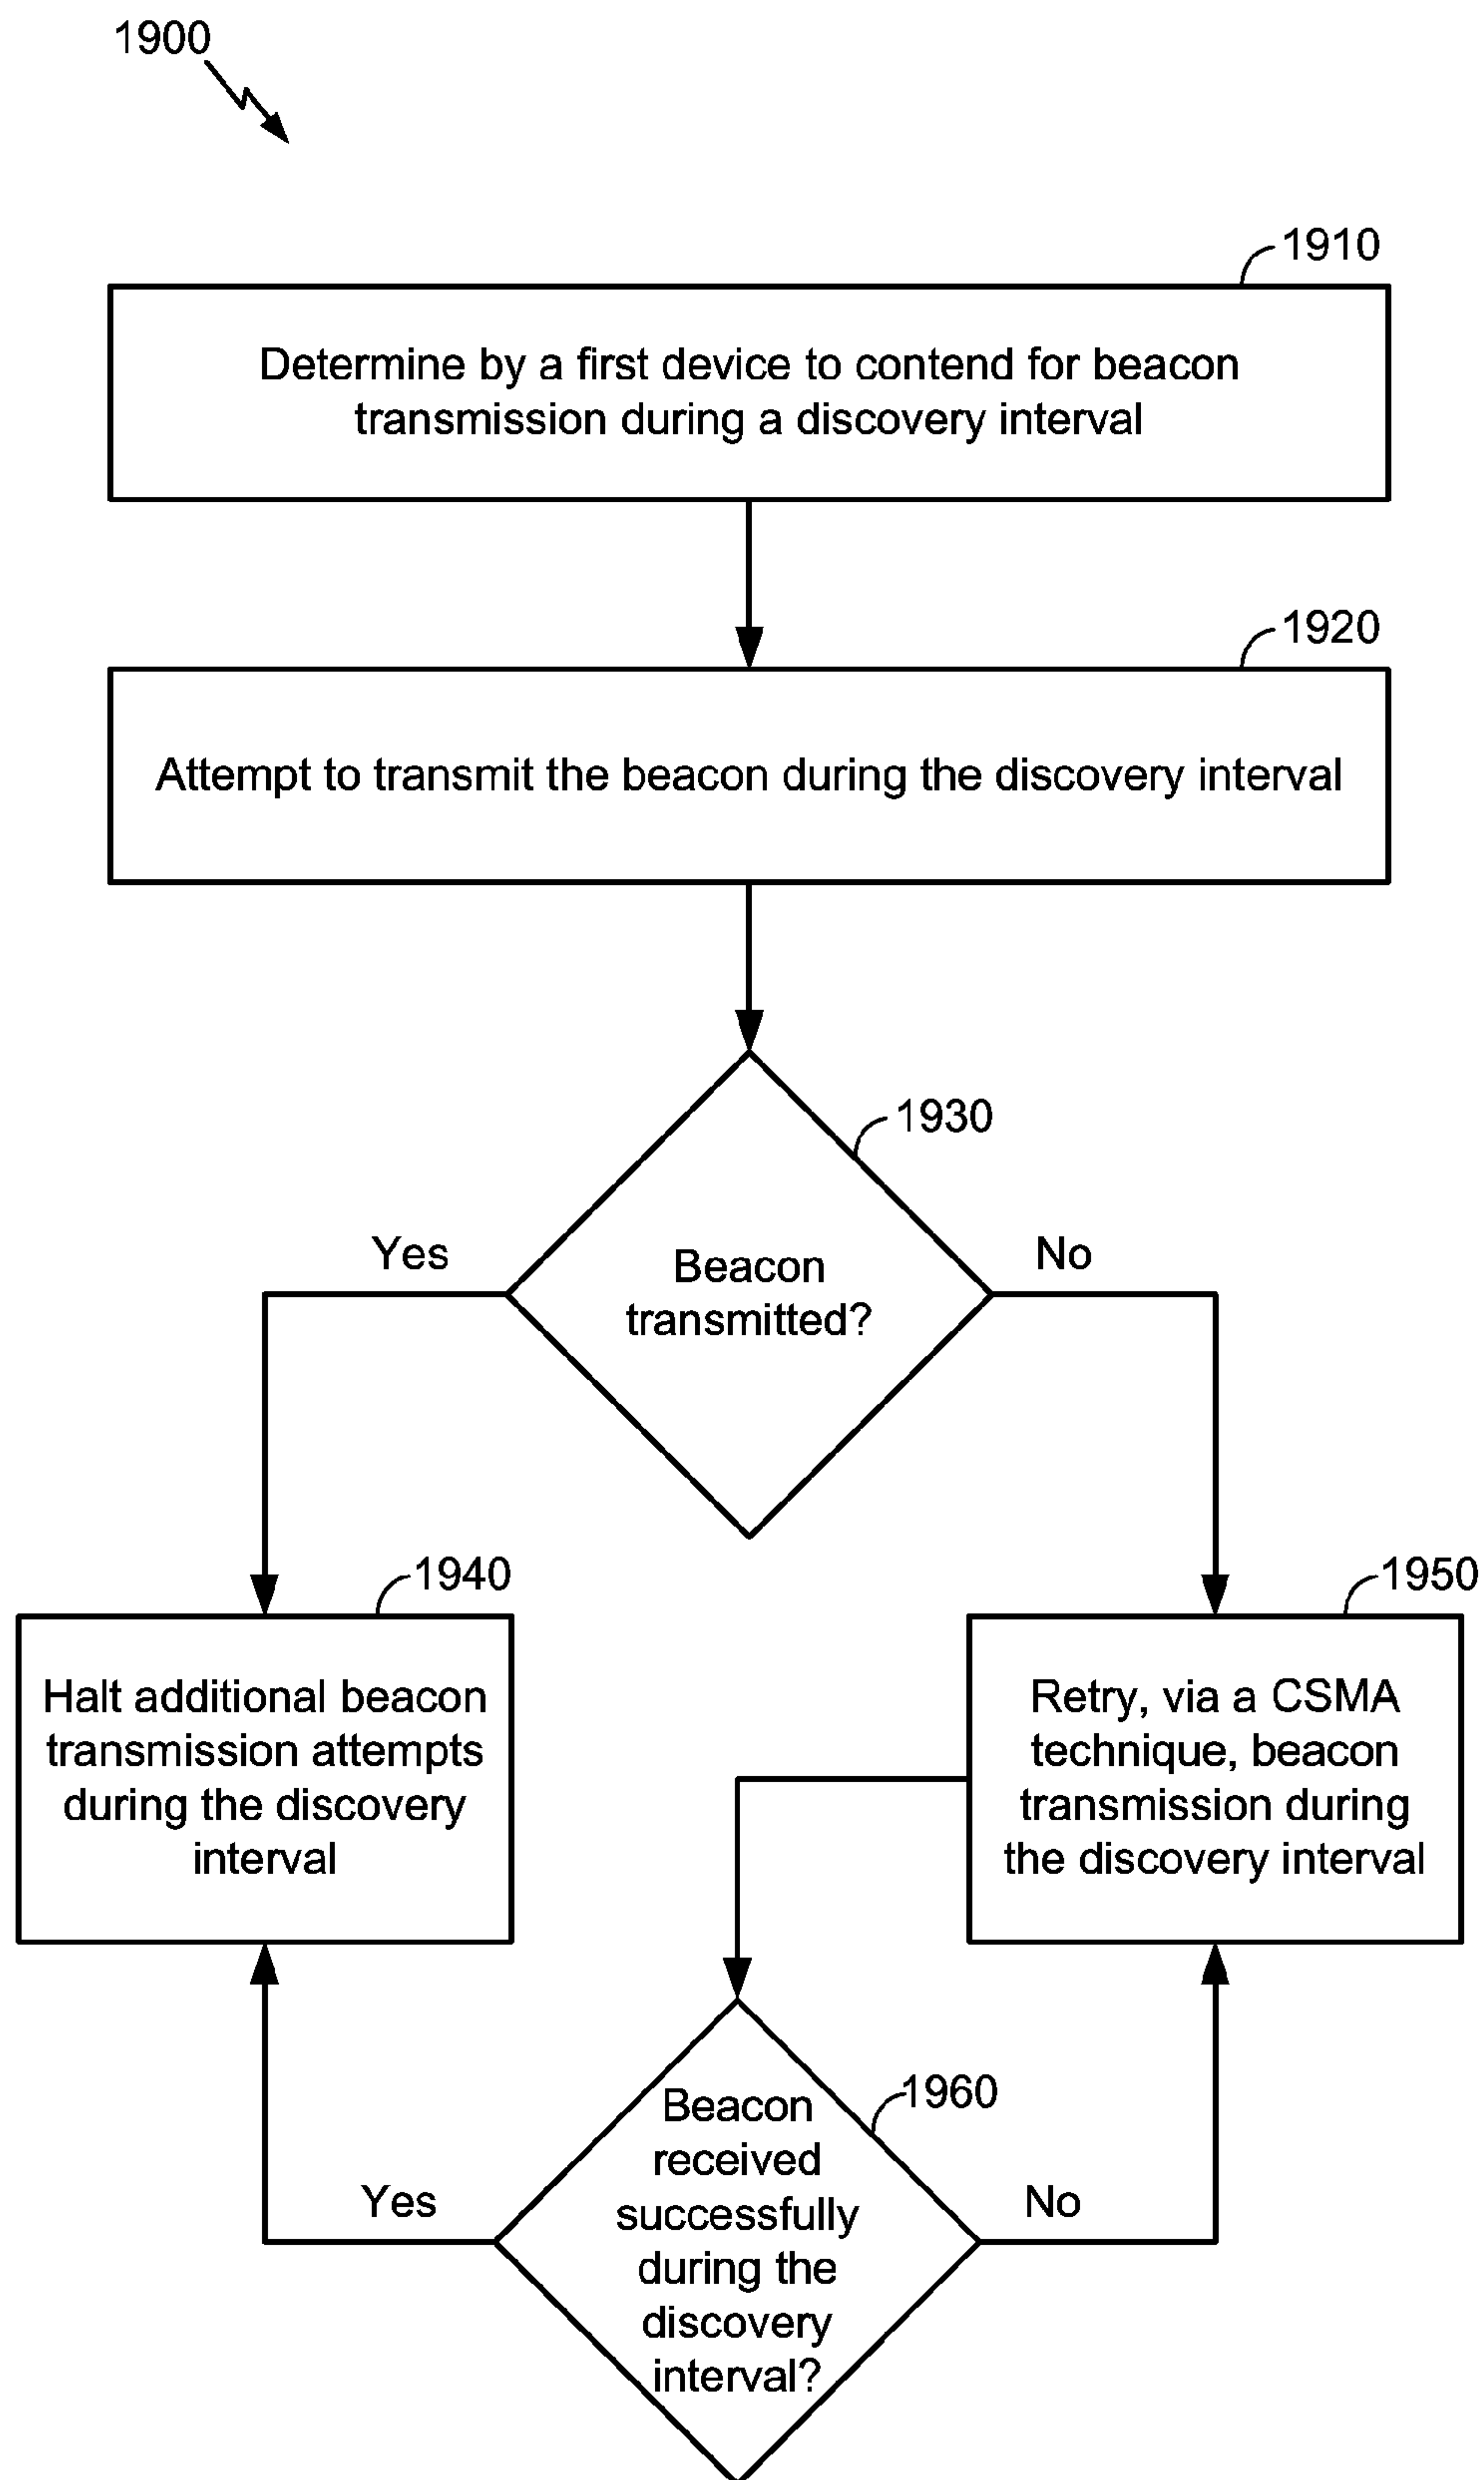 1900
1910
Determine by a first device to contend for beacon
transmission during a discovery interval
1920
Attempt to transmit the beacon during the discovery interval
1930
Yes
No
Beacon
transmitted?
1940
Halt additional beacon
transmission attempts
during the discovery
interval
1950
Retry, via a CSMA
technique, beacon
transmission during
the discovery interval
1960
Beacon
received
successfully
during the
discovery
interval?
Yes
No